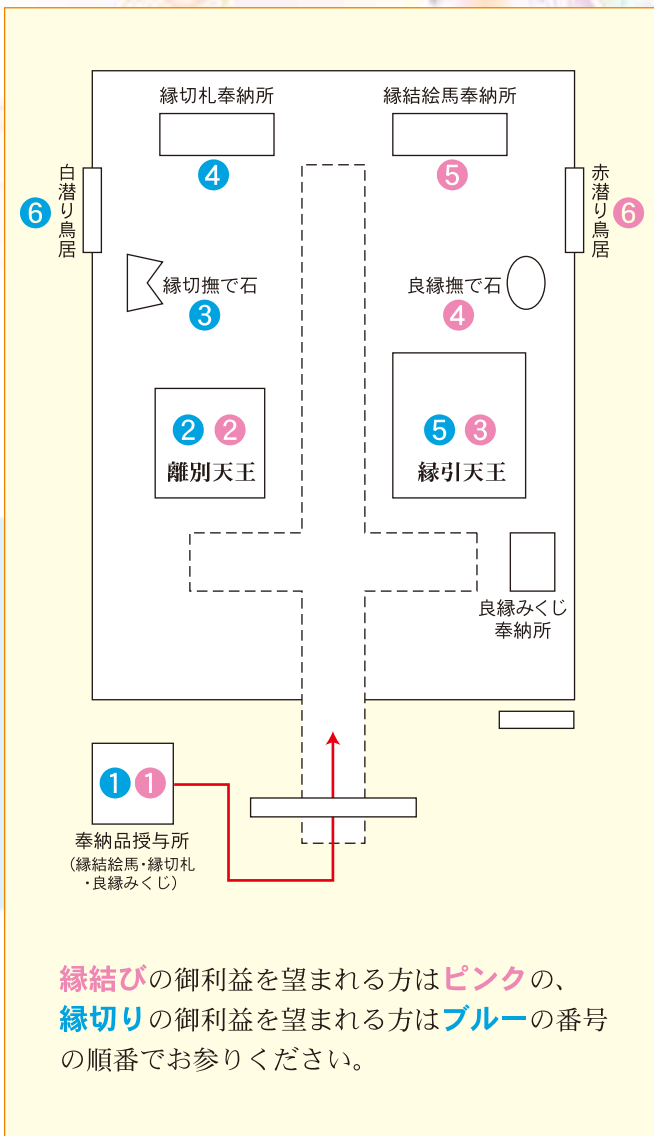 縁切札奉納所
縁結絵馬奉納所
4
5
白潜り鳥居
6
赤潜り鳥居
6
縁切撫で石
3
良縁撫で石
4
2 2
離別天王
5 3
縁引天王
良縁みくじ
奉納所
1 1
奉納品授与所
(縁結絵馬・縁切札
・良縁みくじ)
縁結びの御利益を望まれる方はピンクの、
縁切りの御利益を望まれる方はブルーの番号
の順番でお参りください。